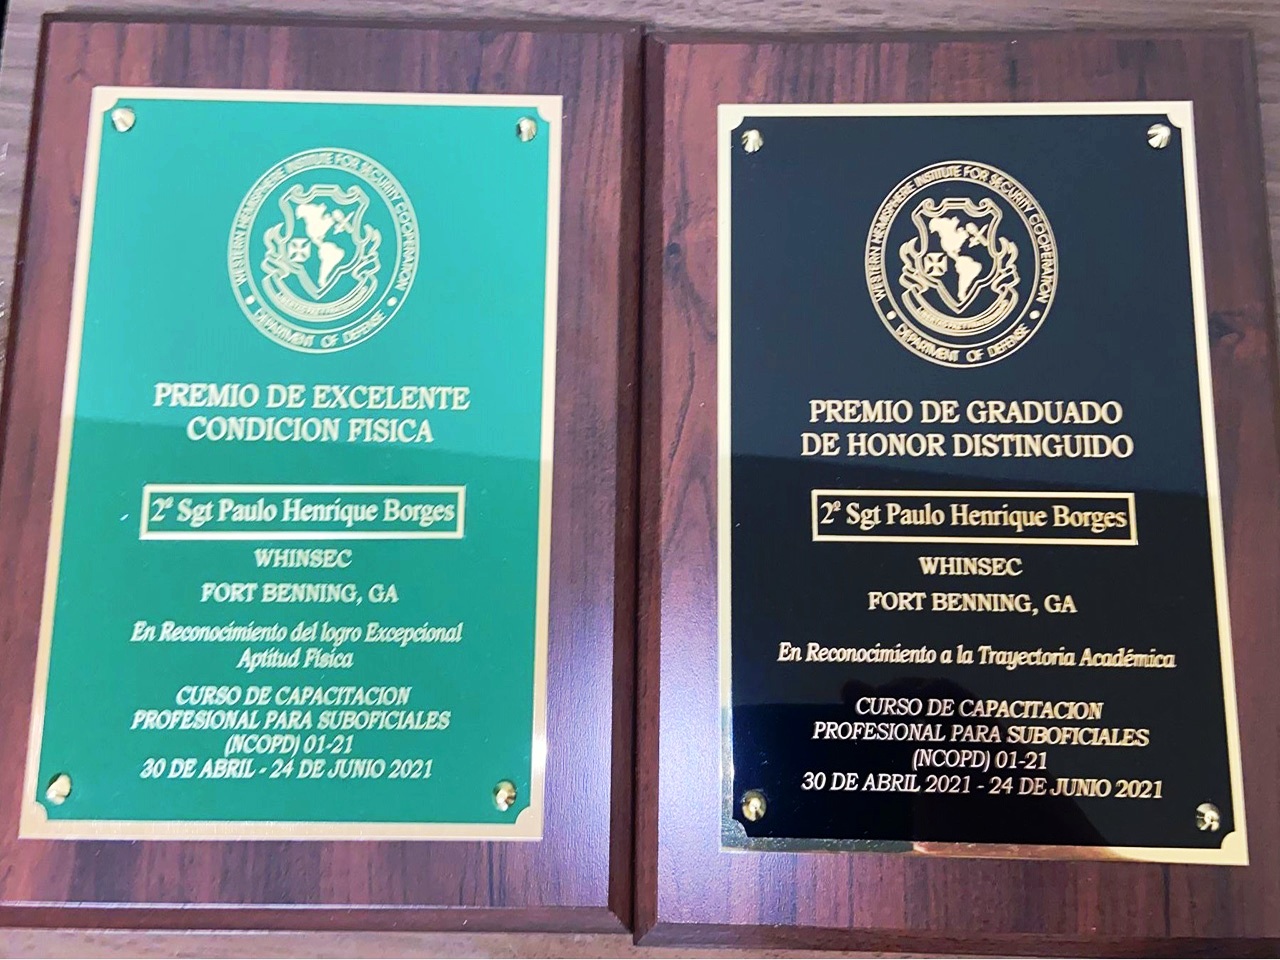 WESTERN HEMISPHERE INSTITUTE FOR SECURITY COOPERATION
DEPARTMENT OF DEFENSE
PREMIO DE EXCELENTE
CONDICION FISICA
2º Sgt Paulo Henrique Borges
WHINSEC
FORT BENNING, GA
En Reconocimiento del logro Excepcional
Aptitud Física
CURSO DE CAPACITACION
PROFESIONAL PARA SUBOFICIALES
(NCOPD) 01-21
30 DE ABRIL - 24 DE JUNIO 2021
WESTERN HEMISPHERE INSTITUTE FOR SECURITY COOPERATION
DEPARTMENT OF DEFENSE
PREMIO DE GRADUADO
DE HONOR DISTINGUIDO
2º Sgt Paulo Henrique Borges
WHINSEC
FORT BENNING, GA
En Reconocimiento a la Trayectoria Académica
CURSO DE CAPACITACION
PROFESIONAL PARA SUBOFICIALES
(NCOPD) 01-21
30 DE ABRIL 2021 - 24 DE JUNIO 2021